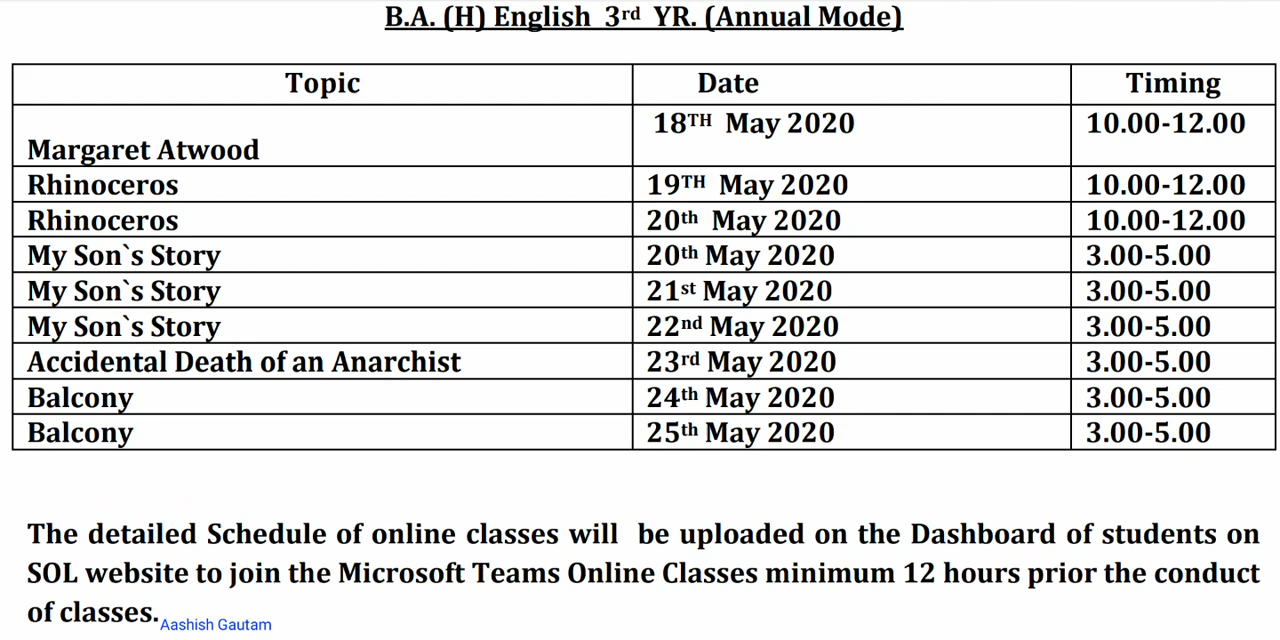 B.A. (H) English 3rd YR. (Annual Mode)
Topic Date Timing
Margaret Atwood 18TH May 2020 10.00-12.00
Rhinoceros 19TH May 2020 10.00-12.00
Rhinoceros 20th May 2020 10.00-12.00
My Son`s Story 20th May 2020 3.00-5.00
My Son`s Story 21st May 2020 3.00-5.00
My Son`s Story 22nd May 2020 3.00-5.00
Accidental Death of an Anarchist 23rd May 2020 3.00-5.00
Balcony 24th May 2020 3.00-5.00
Balcony 25th May 2020 3.00-5.00
The detailed Schedule of online classes will be uploaded on the Dashboard of students on
SOL website to join the Microsoft Teams Online Classes minimum 12 hours prior the conduct
of classes. Aashish Gautam